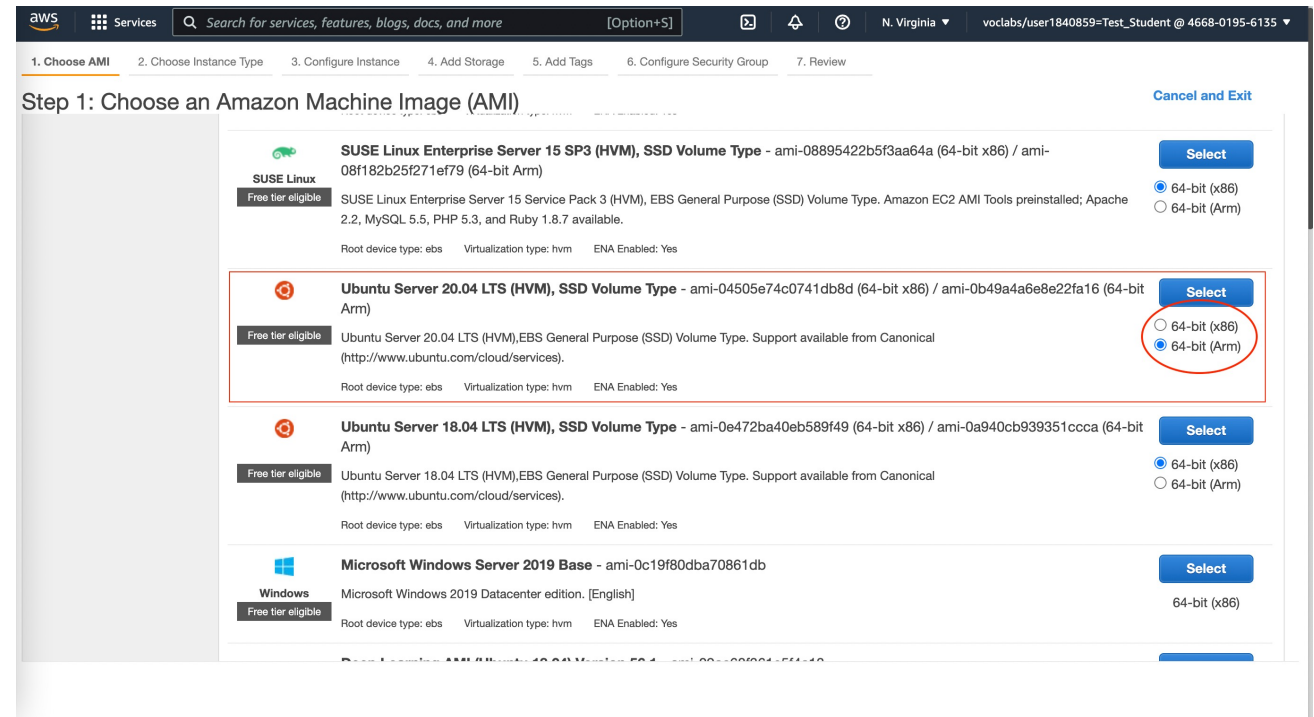 aws Services Search for services, features, blogs, docs, and more [Option+S] N. Virginia ▼ voclabs/user1840859=Test_Student @ 4668-0195-6135 ▼
1. Choose AMI 2. Choose Instance Type 3. Configure Instance 4. Add Storage 5. Add Tags 6. Configure Security Group 7. Review
Step 1: Choose an Amazon Machine Image (AMI)
Cancel and Exit
SUSE Linux
Free tier eligible
SUSE Linux Enterprise Server 15 SP3 (HVM), SSD Volume Type - ami-08895422b5f3aa64a (64-bit x86) / ami-
08f182b25f271ef79 (64-bit Arm)
SUSE Linux Enterprise Server 15 Service Pack 3 (HVM), EBS General Purpose (SSD) Volume Type. Amazon EC2 AMI Tools preinstalled; Apache
2.2, MySQL 5.5, PHP 5.3, and Ruby 1.8.7 available.
Root device type: ebs Virtualization type: hvm ENA Enabled: Yes
Select
64-bit (x86)
64-bit (Arm)
Free tier eligible
Ubuntu Server 20.04 LTS (HVM), SSD Volume Type - ami-04505e74c0741db8d (64-bit x86) / ami-0b49a4a6e8e22fa16 (64-bit
Arm)
Ubuntu Server 20.04 LTS (HVM),EBS General Purpose (SSD) Volume Type. Support available from Canonical
(http://www.ubuntu.com/cloud/services).
Root device type: ebs Virtualization type: hvm ENA Enabled: Yes
Select
64-bit (x86)
64-bit (Arm)
Free tier eligible
Ubuntu Server 18.04 LTS (HVM), SSD Volume Type - ami-0e472ba40eb589f49 (64-bit x86) / ami-0a940cb939351ccca (64-bit
Arm)
Ubuntu Server 18.04 LTS (HVM),EBS General Purpose (SSD) Volume Type. Support available from Canonical
(http://www.ubuntu.com/cloud/services).
Root device type: ebs Virtualization type: hvm ENA Enabled: Yes
Select
64-bit (x86)
64-bit (Arm)
Windows
Free tier eligible
Microsoft Windows Server 2019 Base - ami-0c19f80dba70861db
Microsoft Windows 2019 Datacenter edition. [English]
Root device type: ebs Virtualization type: hvm ENA Enabled: Yes
Select
64-bit (x86)